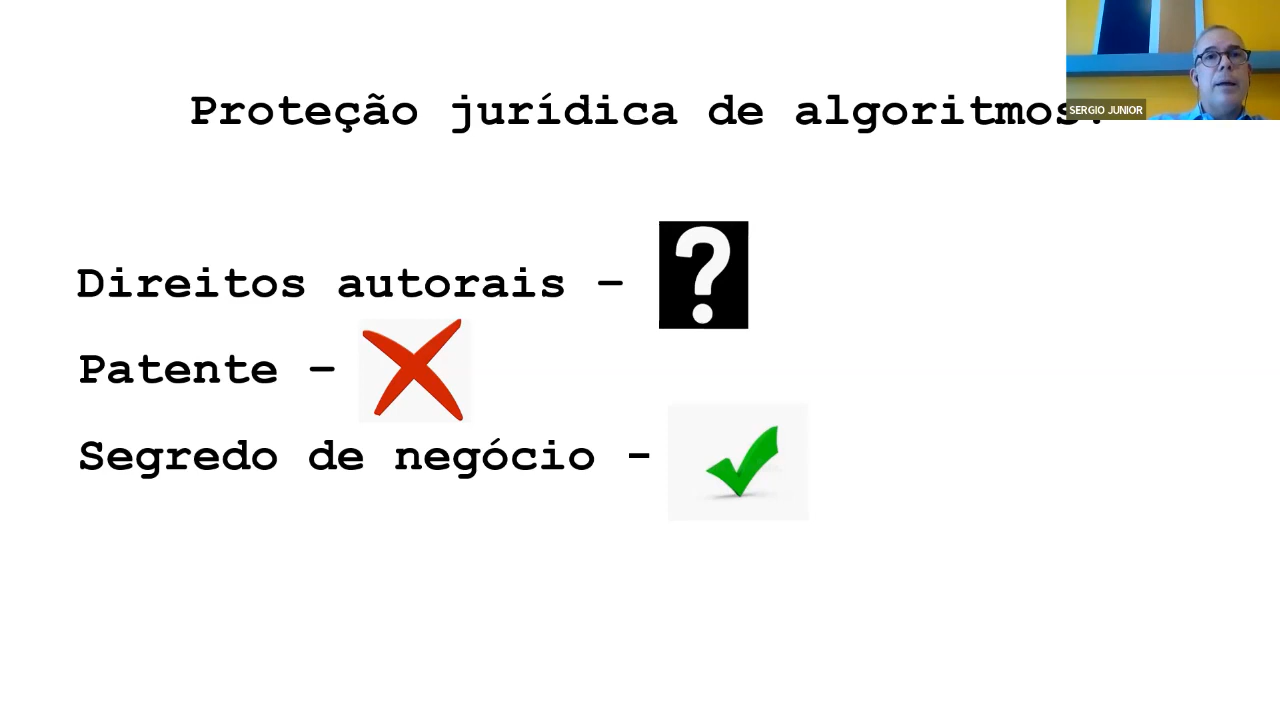 Proteção jurídica de algoritmos:
SERGIO JUNIOR
Direitos autorais – ?
Patente –
Segredo de negócio -